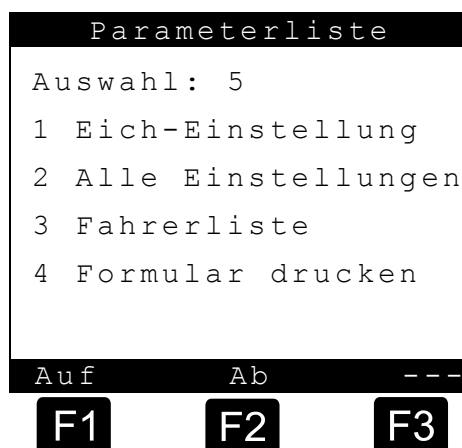 Parameterliste
Auswahl: 5
1 Eich-Einstellung
2 Alle Einstellungen
3 Fahrerliste
4 Formular drucken
Auf Ab ---
F1 F2 F3